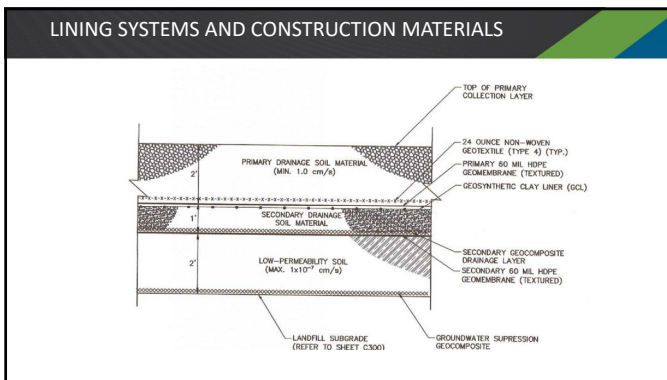 LINING SYSTEMS AND CONSTRUCTION MATERIALS
TOP OF PRIMARY
COLLECTION LAYER
24 OUNCE NON-WOVEN
GEOTEXTILE (TYPE 4) (TYP.)
PRIMARY 60 MIL HDPE
GEOMEMBRANE (TEXTURED)
GEOSYNTHETIC CLAY LINER (GCL)
2'
PRIMARY DRAINAGE SOIL MATERIAL
(MIN. 1.0 cm/s)
1'
SECONDARY DRAINAGE
SOIL MATERIAL
SECONDARY GEOCOMPOSITE
DRAINAGE LAYER
SECONDARY 60 MIL HDPE
GEOMEMBRANE (TEXTURED)
2'
LOW-PERMEABILITY SOIL
(MAX. 1x10⁻⁷ cm/s)
LANDFILL SUBGRADE
(REFER TO SHEET C300)
GROUNDWATER SUPRESSION
GEOCOMPOSITE